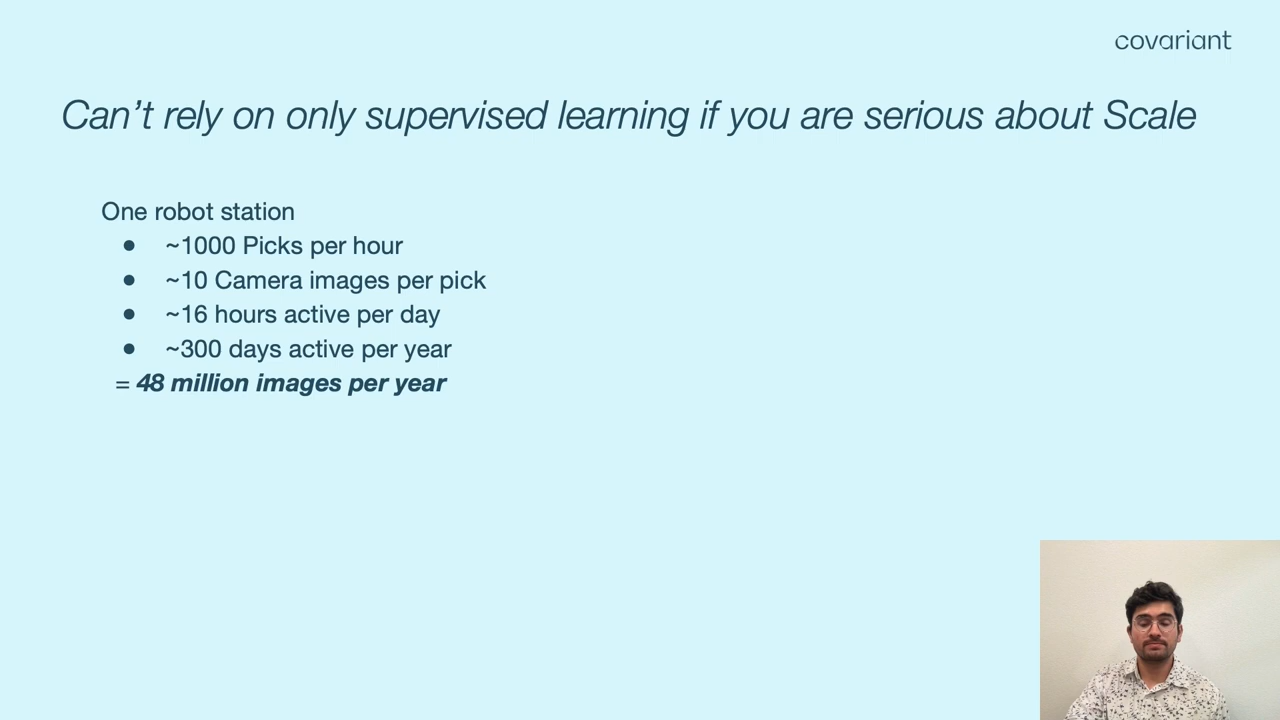 covariant
Can't rely on only supervised learning if you are serious about Scale
One robot station
● ~1000 Picks per hour
● ~10 Camera images per pick
● ~16 hours active per day
● ~300 days active per year
= 48 million images per year